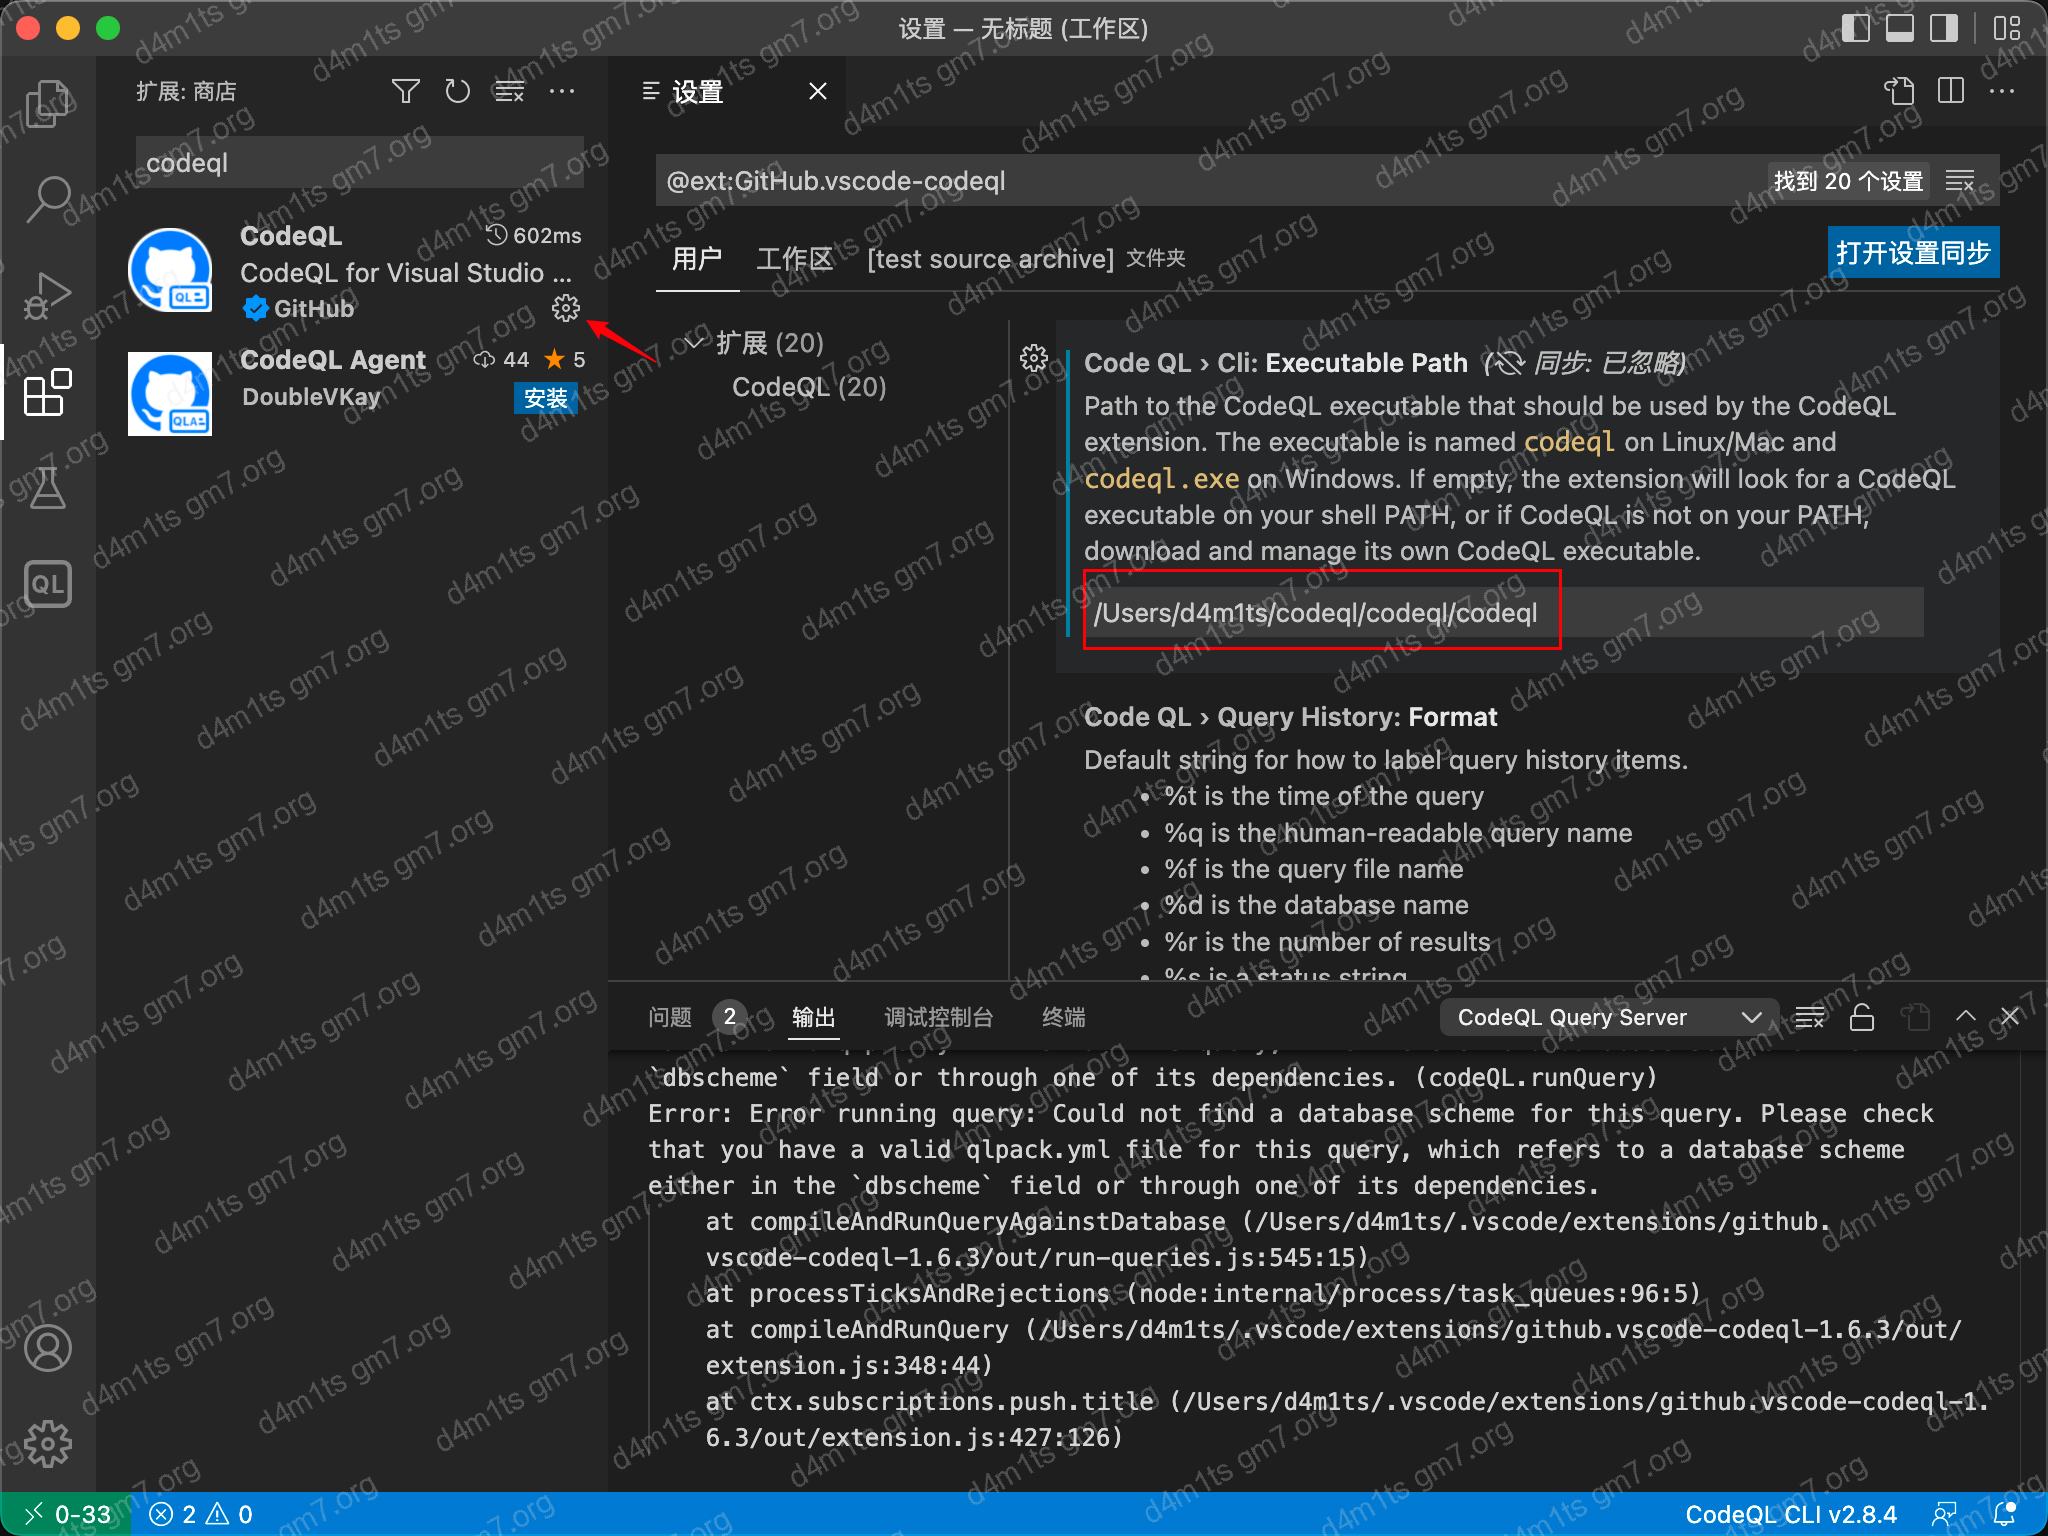 设置 — 无标题 (工作区)
扩展: 商店
codeql
CodeQL
602ms
CodeQL for Visual Studio ...
GitHub
CodeQL Agent
44
5
DoubleVKay
安装
QL
设置
@ext:GitHub.vscode-codeql
找到 20 个设置
用户
工作区
[test source archive] 文件夹
打开设置同步
扩展 (20)
CodeQL (20)
Code QL › Cli: Executable Path (同步: 已忽略)
Path to the CodeQL executable that should be used by the CodeQL
extension. The executable is named codeql on Linux/Mac and
codeql.exe on Windows. If empty, the extension will look for a CodeQL
executable on your shell PATH, or if CodeQL is not on your PATH,
download and manage its own CodeQL executable.
/Users/d4m1ts/codeql/codeql/codeql
Code QL › Query History: Format
Default string for how to label query history items.
• %t is the time of the query
• %q is the human-readable query name
• %f is the query file name
• %d is the database name
• %r is the number of results
• %s is a status string
问题 2
输出
调试控制台
终端
CodeQL Query Server
`dbscheme` field or through one of its dependencies. (codeQL.runQuery)
Error: Error running query: Could not find a database scheme for this query. Please check
that you have a valid qlpack.yml file for this query, which refers to a database scheme
either in the `dbscheme` field or through one of its dependencies.
at compileAndRunQueryAgainstDatabase (/Users/d4m1ts/.vscode/extensions/github.
vscode-codeql-1.6.3/out/run-queries.js:545:15)
at processTicksAndRejections (node:internal/process/task_queues:96:5)
at compileAndRunQuery (/Users/d4m1ts/.vscode/extensions/github.vscode-codeql-1.6.3/out/
extension.js:348:44)
at ctx.subscriptions.push.title (/Users/d4m1ts/.vscode/extensions/github.vscode-codeql-1.
6.3/out/extension.js:427:126)
0-33
2
0
CodeQL CLI v2.8.4
d4m1ts gm7.org